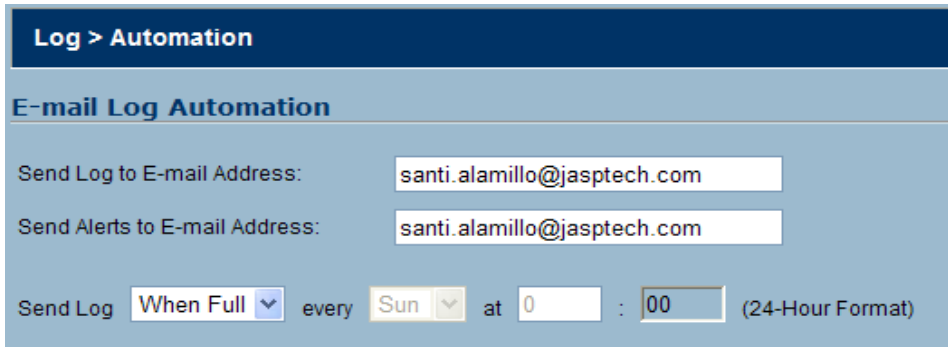 Log > Automation
E-mail Log Automation
Send Log to E-mail Address: santi.alamillo@jasptech.com
Send Alerts to E-mail Address: santi.alamillo@jasptech.com
Send Log When Full every Sun at 0 : 00 (24-Hour Format)